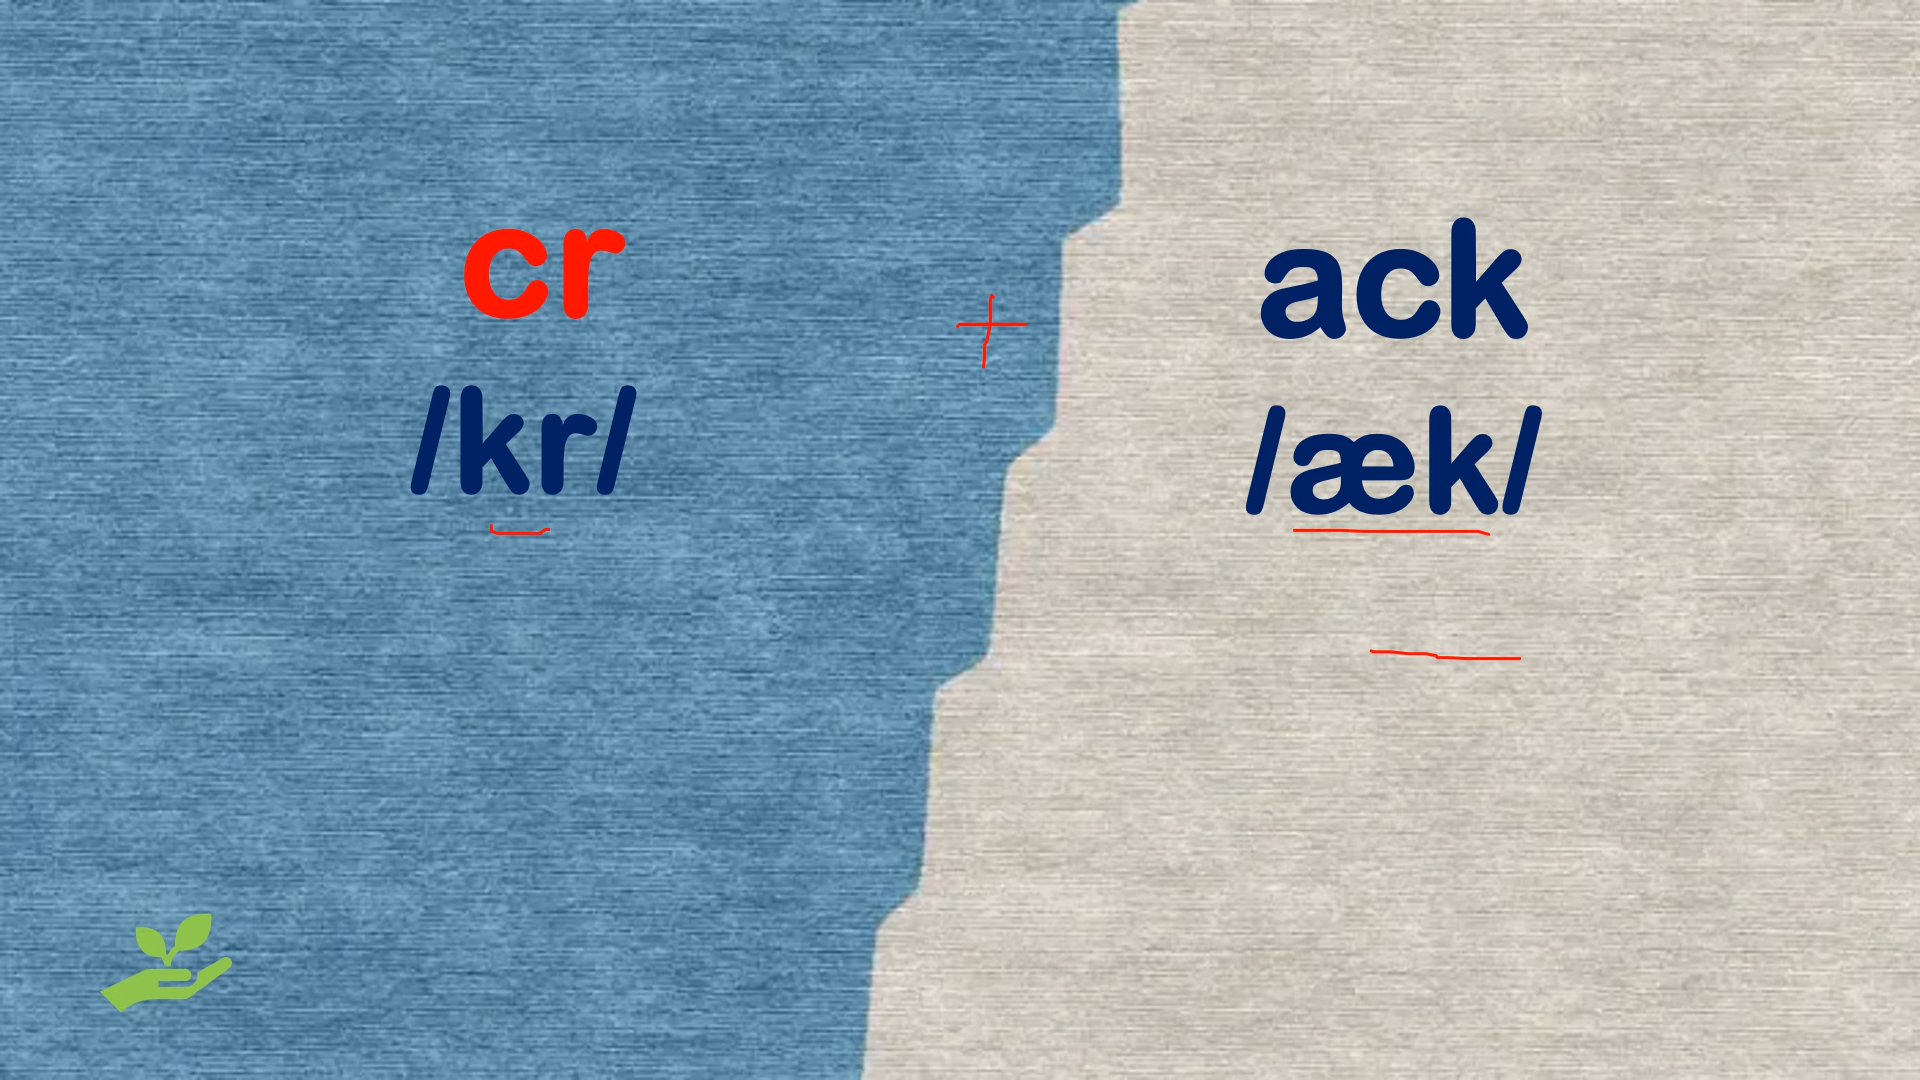 cr
/kr/
+
ack
/æk/